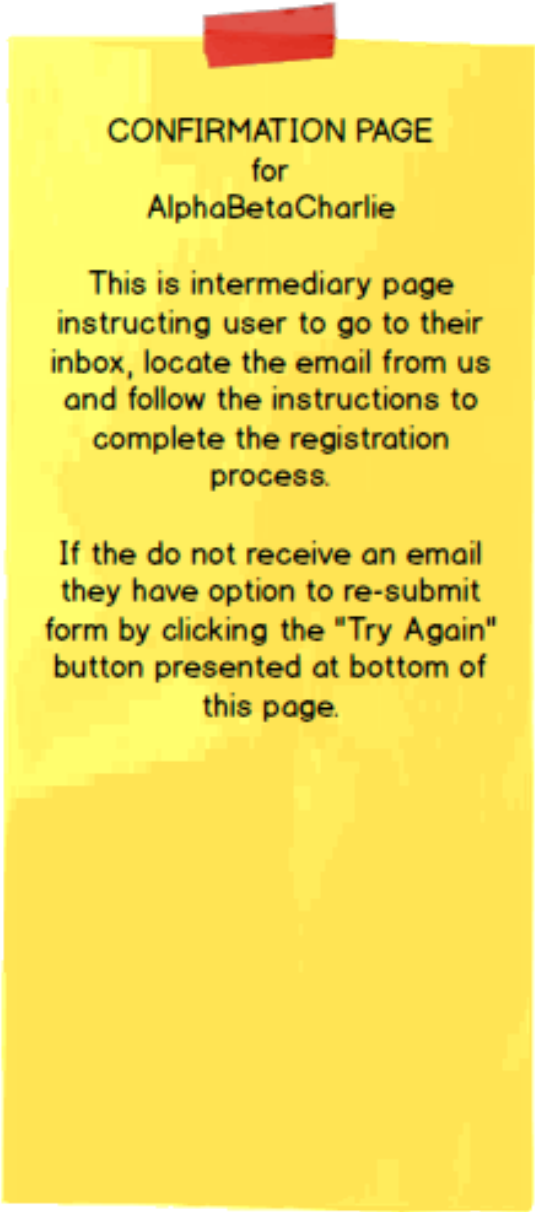 CONFIRMATION PAGE
for
AlphaBetaCharlie
This is intermediary page
instructing user to go to their
inbox, locate the email from us
and follow the instructions to
complete the registration
process.
If the do not receive an email
they have option to re-submit
form by clicking the "Try Again"
button presented at bottom of
this page.